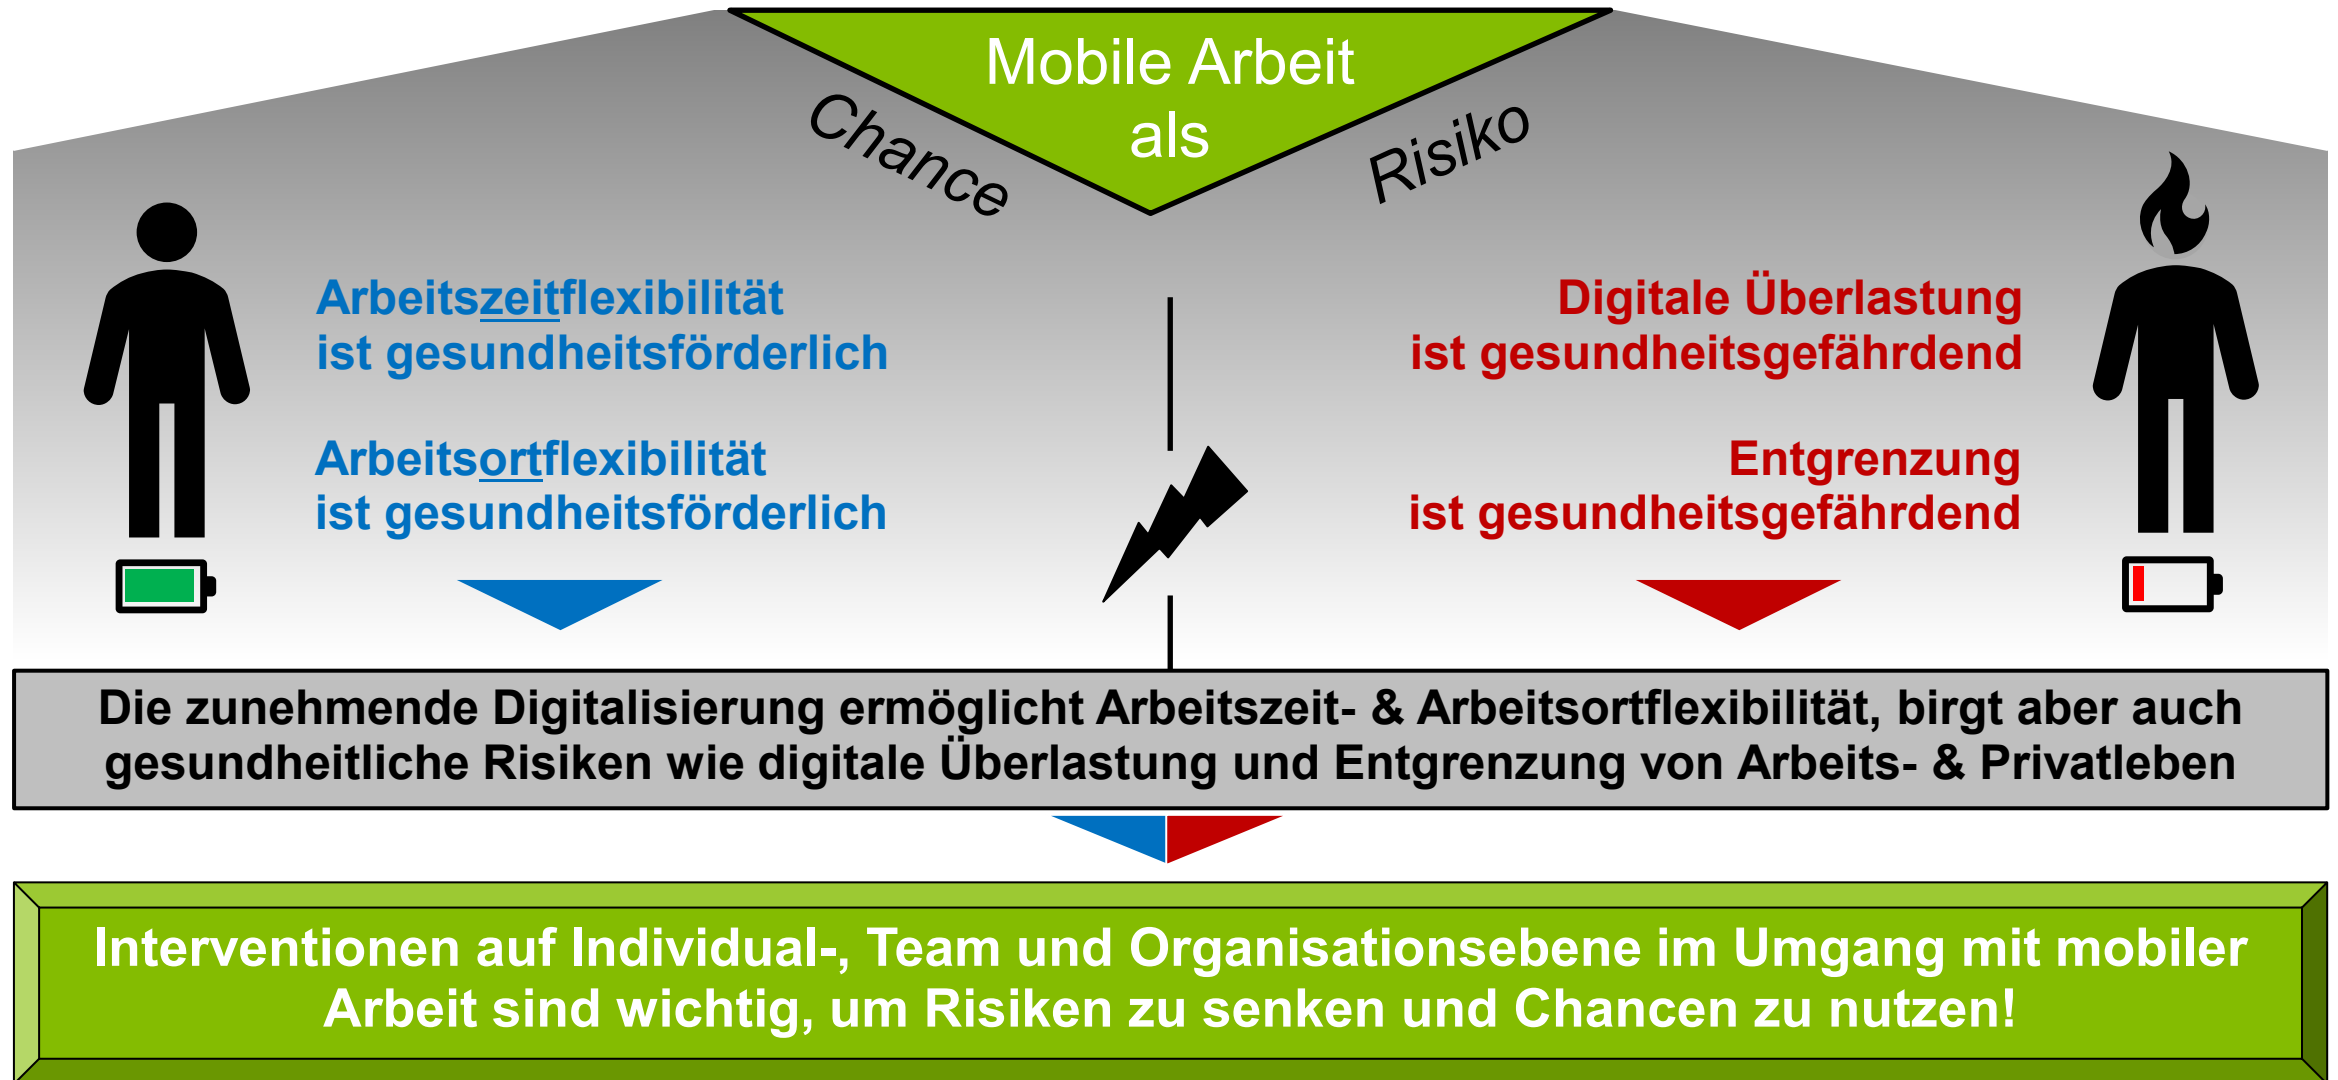 Mobile Arbeit
als
Chance
Risiko
Arbeitszeitflexibilität
ist gesundheitsförderlich
Arbeitsortflexibilität
ist gesundheitsförderlich
Digitale Überlastung
ist gesundheitsgefährdend
Entgrenzung
ist gesundheitsgefährdend
Die zunehmende Digitalisierung ermöglicht Arbeitszeit- & Arbeitsortflexibilität, birgt aber auch
gesundheitliche Risiken wie digitale Überlastung und Entgrenzung von Arbeits- & Privatleben
Interventionen auf Individual-, Team und Organisationsebene im Umgang mit mobiler
Arbeit sind wichtig, um Risiken zu senken und Chancen zu nutzen!